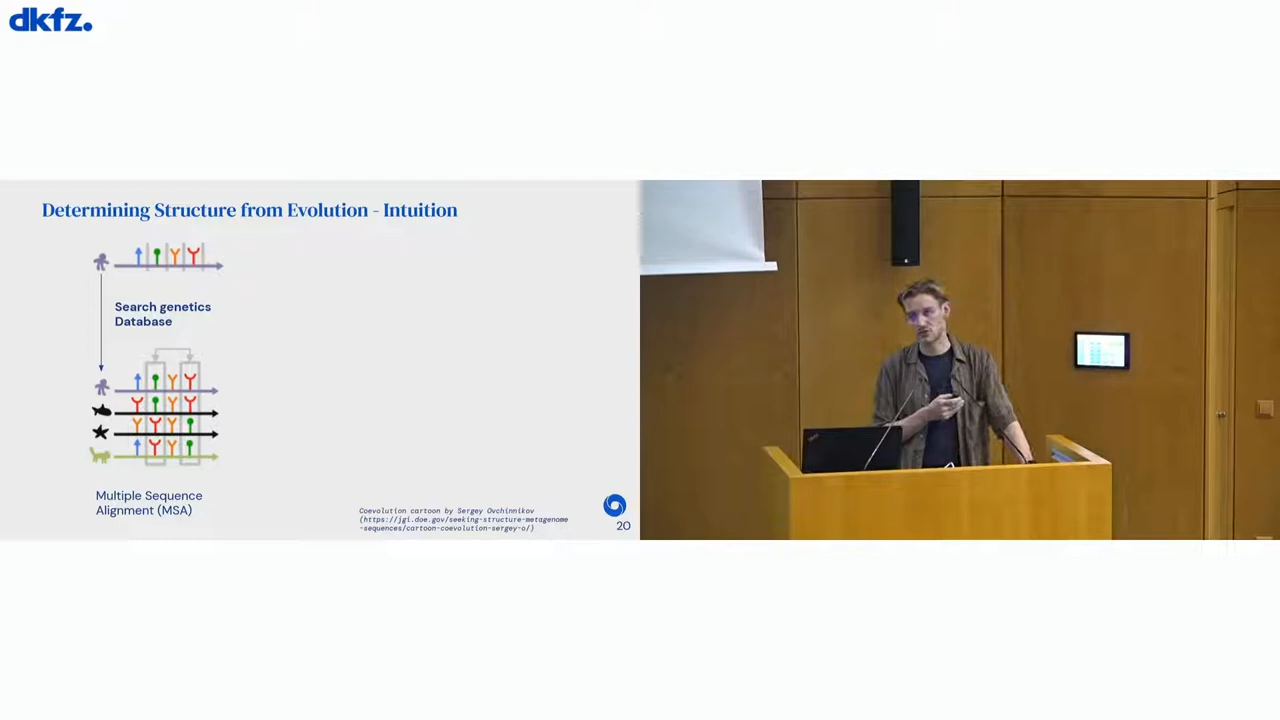 dkfz.
Determining Structure from Evolution - Intuition
Search genetics
Database
Multiple Sequence
Alignment (MSA)
Coevolution cartoon by Sergey Ovchinnikov
(https://jgi.doe.gov/seeking-structure-metagenome
-sequences/cartoon-coevolution-sergey-o/)
20